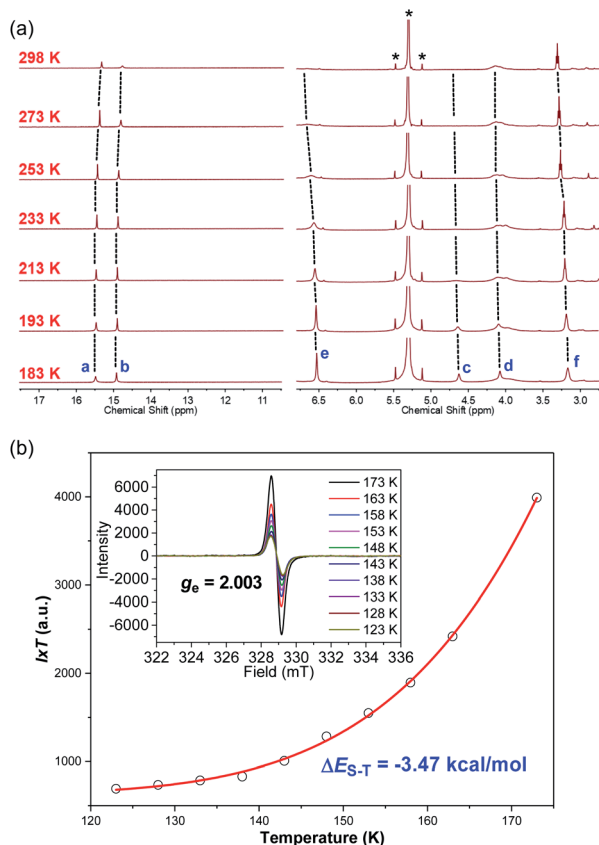 (a)
* * *
298 K
273 K
253 K
233 K
213 K
193 K
183 K
a b e c d f
17 16 15 14 13 12 11 6.5 6.0 5.5 5.0 4.5 4.0 3.5 3.0
Chemical Shift (ppm) Chemical Shift (ppm)
(b)
IxT (a.u.)
4000
3000
2000
1000
120 130 140 150 160 170
Temperature (K)
Intensity
6000
4000
2000
0
-2000
-4000
-6000
322 324 326 328 330 332 334 336
Field (mT)
ge = 2.003
173 K
163 K
158 K
153 K
148 K
143 K
138 K
133 K
128 K
123 K
ΔES-T = -3.47 kcal/mol